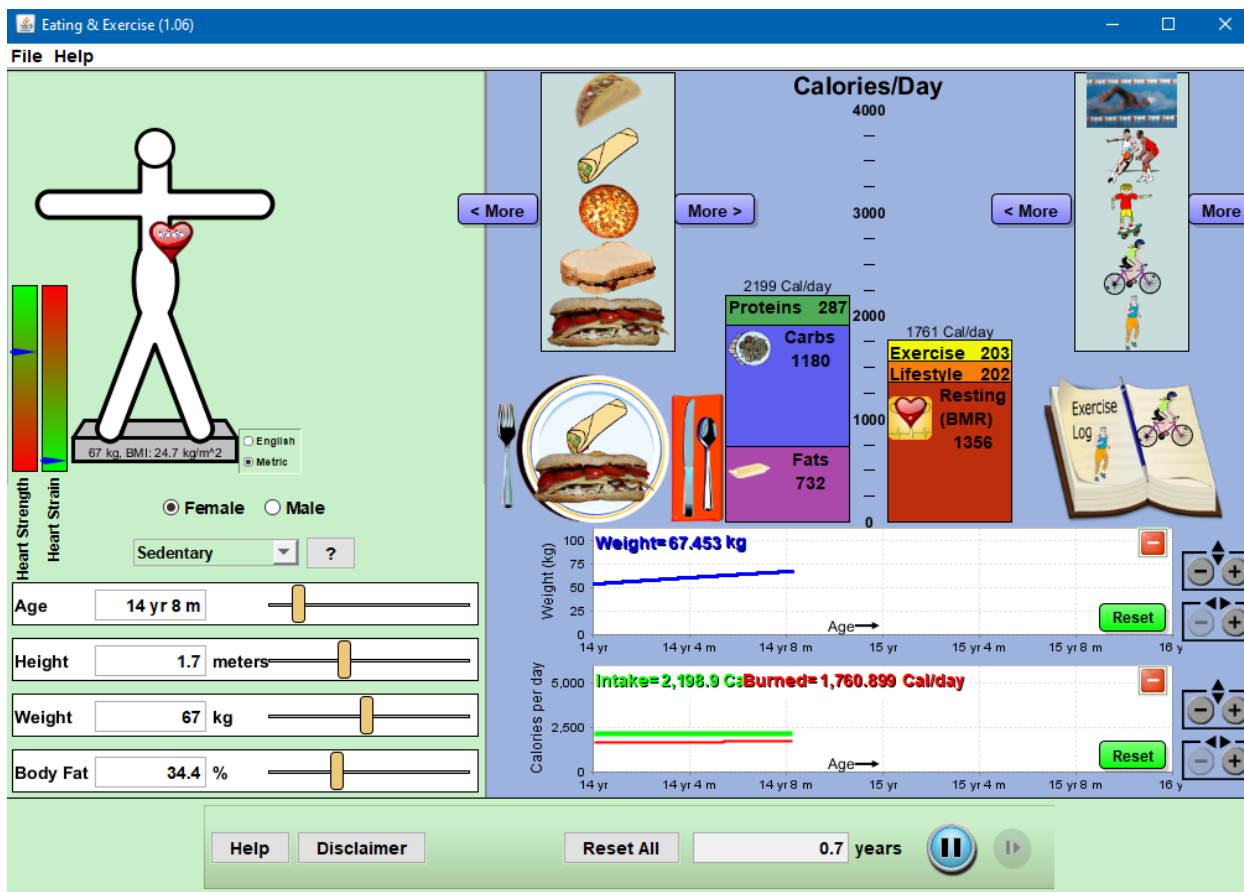 Eating & Exercise (1.06)
File Help
Calories/Day
4000
3000
2000
1000
0
< More
More >
< More
More
2199 Cal/day
Proteins 287
Carbs
1180
Fats
732
1761 Cal/day
Exercise 203
Lifestyle 202
Resting
(BMR)
1356
Exercise
Log
67 kg, BMI: 24.7 kg/m^2
English
Metric
Heart Strength
Heart Strain
Female Male
Sedentary ?
Age 14 yr 8 m
Height 1.7 meters
Weight 67 kg
Body Fat 34.4 %
Weight (kg)
100
75
50
25
0
Weight= 67.453 kg
Age
Reset
14 yr 14 yr 4 m 14 yr 8 m 15 yr 15 yr 4 m 15 yr 8 m 16 y
Calories per day
5,000
2,500
0
Intake= 2,198.9 Ca Burned= 1,760.899 Cal/day
Age
Reset
14 yr 14 yr 4 m 14 yr 8 m 15 yr 15 yr 4 m 15 yr 8 m 16 y
Help Disclaimer Reset All 0.7 years